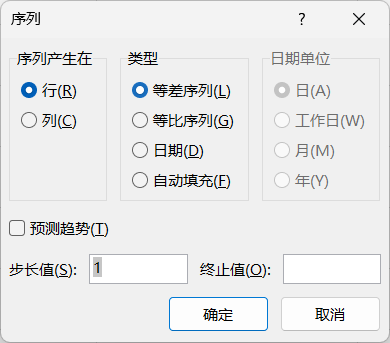 序列
序列产生在
行(R)
列(C)
类型
等差序列(L)
等比序列(G)
日期(D)
自动填充(F)
日期单位
日(A)
工作日(W)
月(M)
年(Y)
预测趋势(T)
步长值(S): 1 终止值(O):
确定 取消